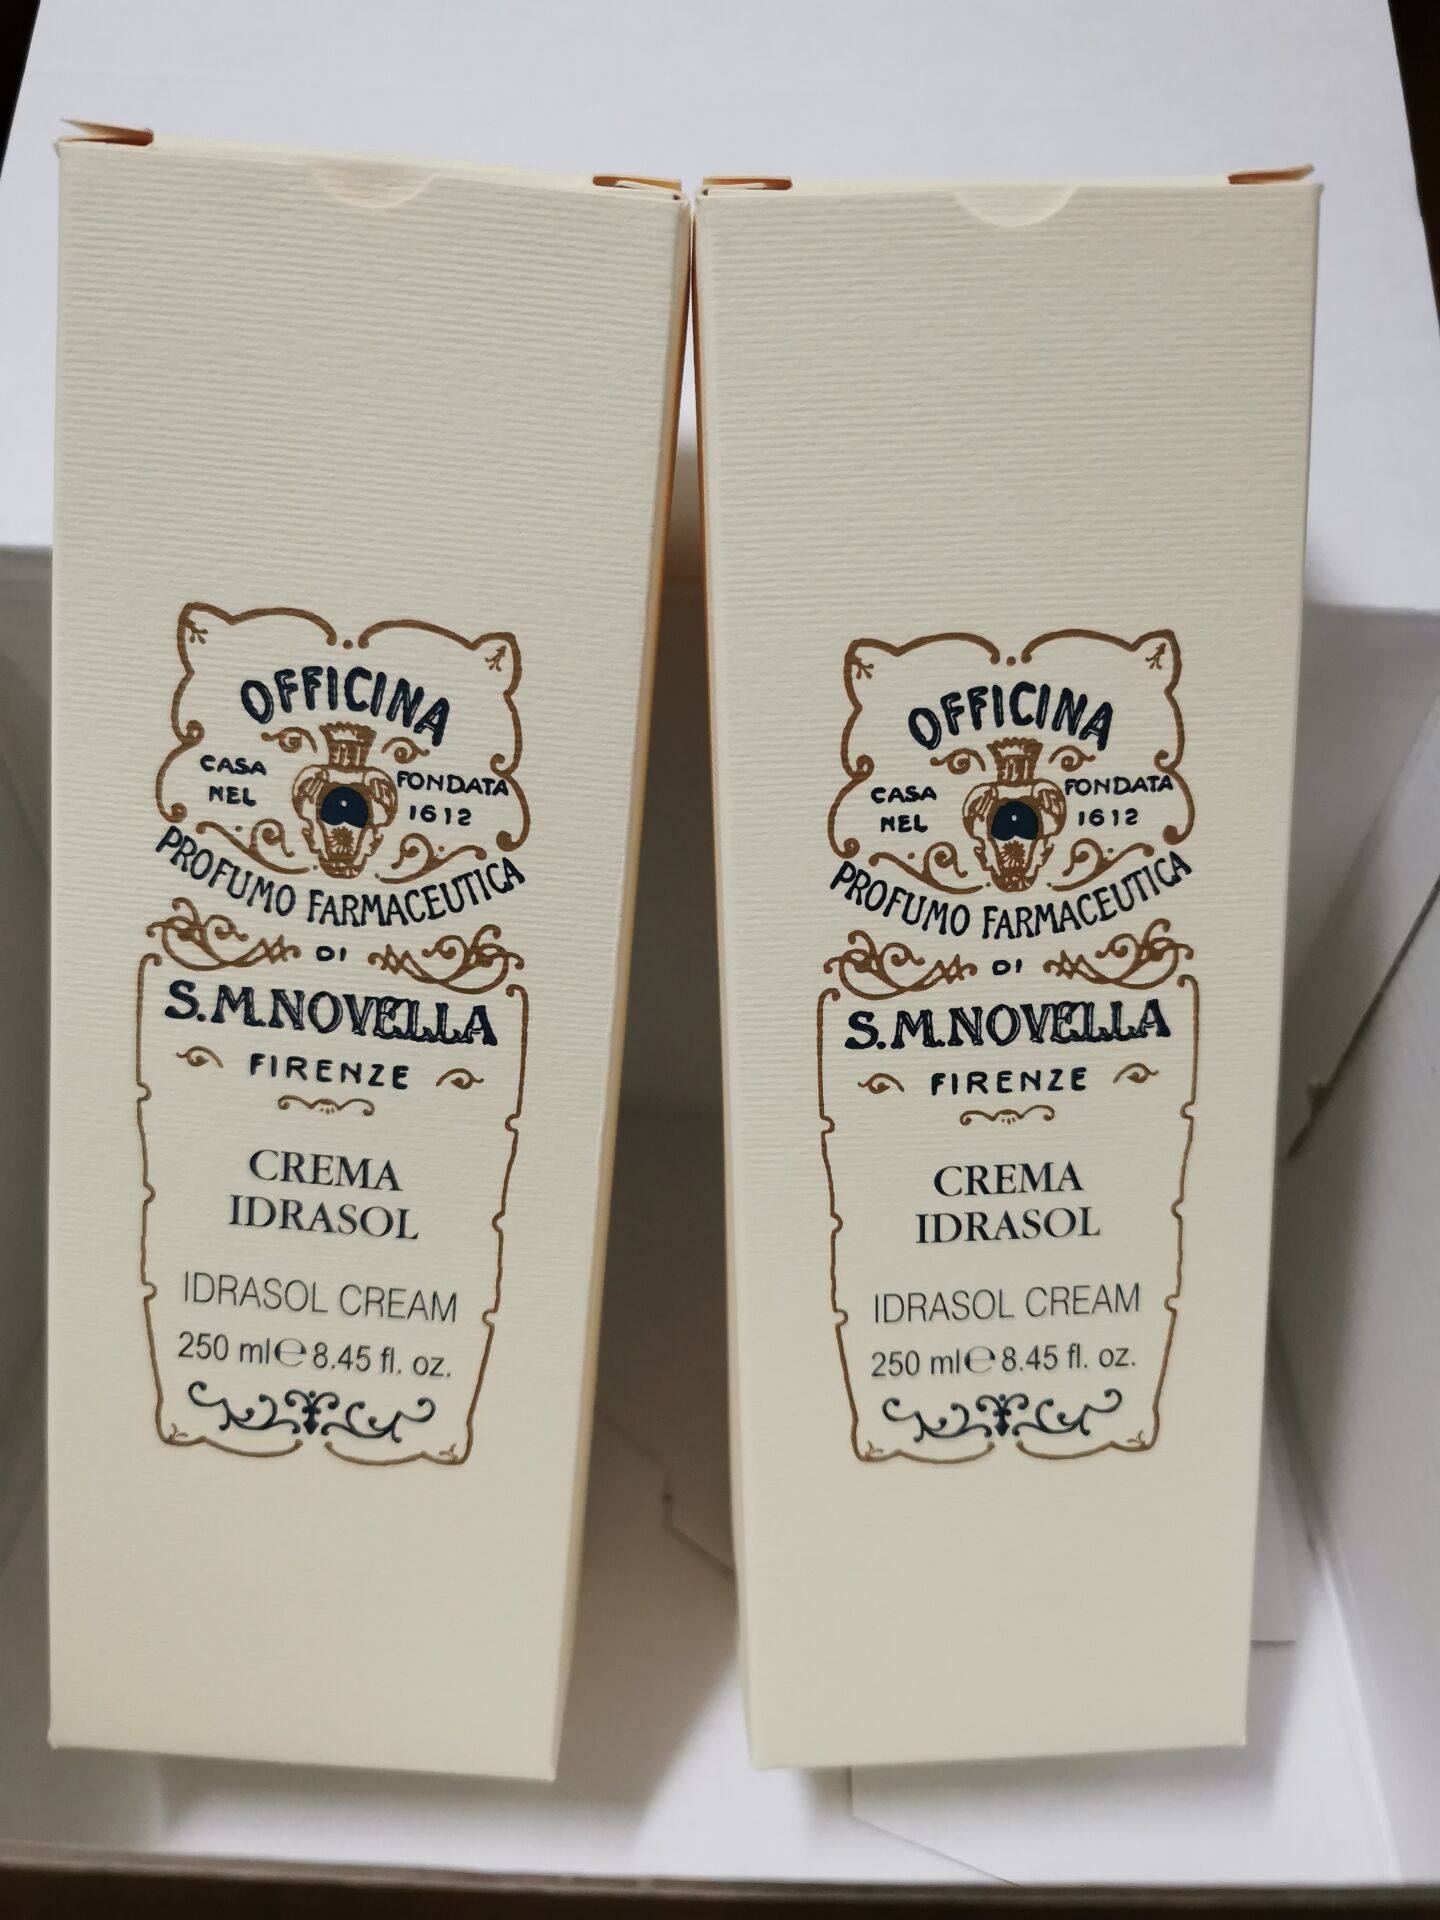 OFFICINA
CASA
NEL
FONDATA
1612
PROFUMO FARMACEUTICA
DI
S.M.NOVELLA
FIRENZE
CREMA
IDRASOL
IDRASOL CREAM
250 ml ℮ 8.45 fl. oz.
OFFICINA
CASA
NEL
FONDATA
1612
PROFUMO FARMACEUTICA
DI
S.M.NOVELLA
FIRENZE
CREMA
IDRASOL
IDRASOL CREAM
250 ml ℮ 8.45 fl. oz.